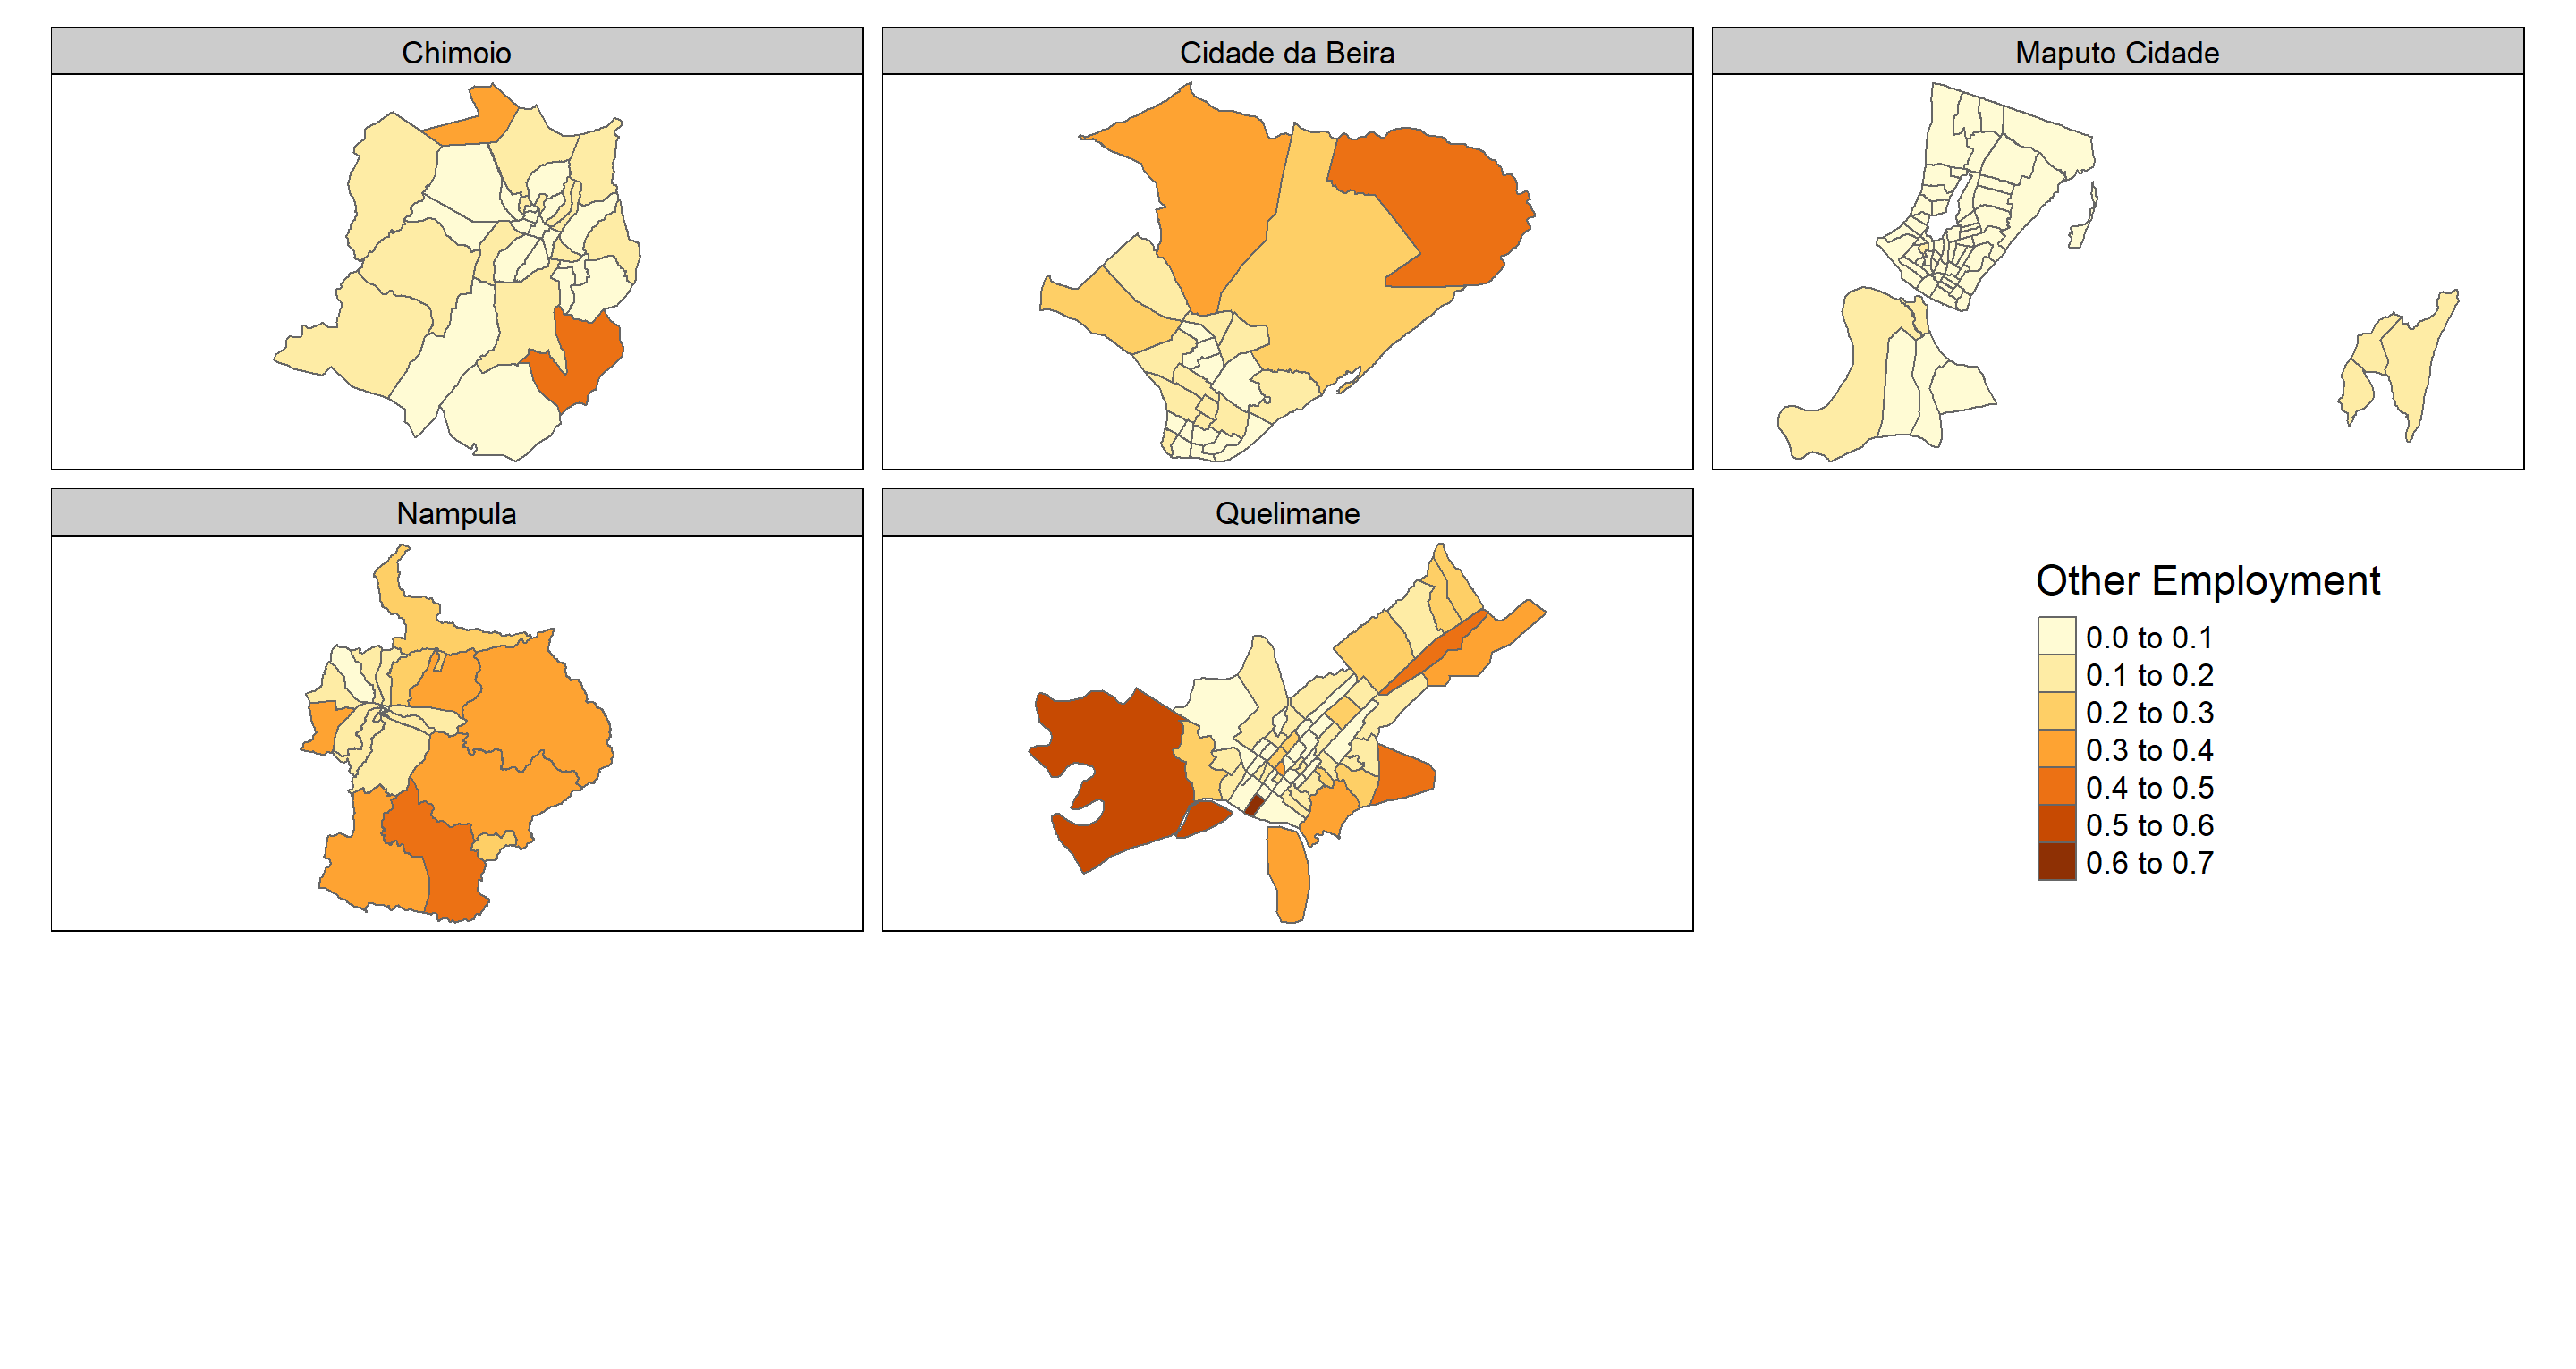 Chimoio
Cidade da Beira
Maputo Cidade
Nampula
Quelimane
Other Employment
0.0 to 0.1
0.1 to 0.2
0.2 to 0.3
0.3 to 0.4
0.4 to 0.5
0.5 to 0.6
0.6 to 0.7